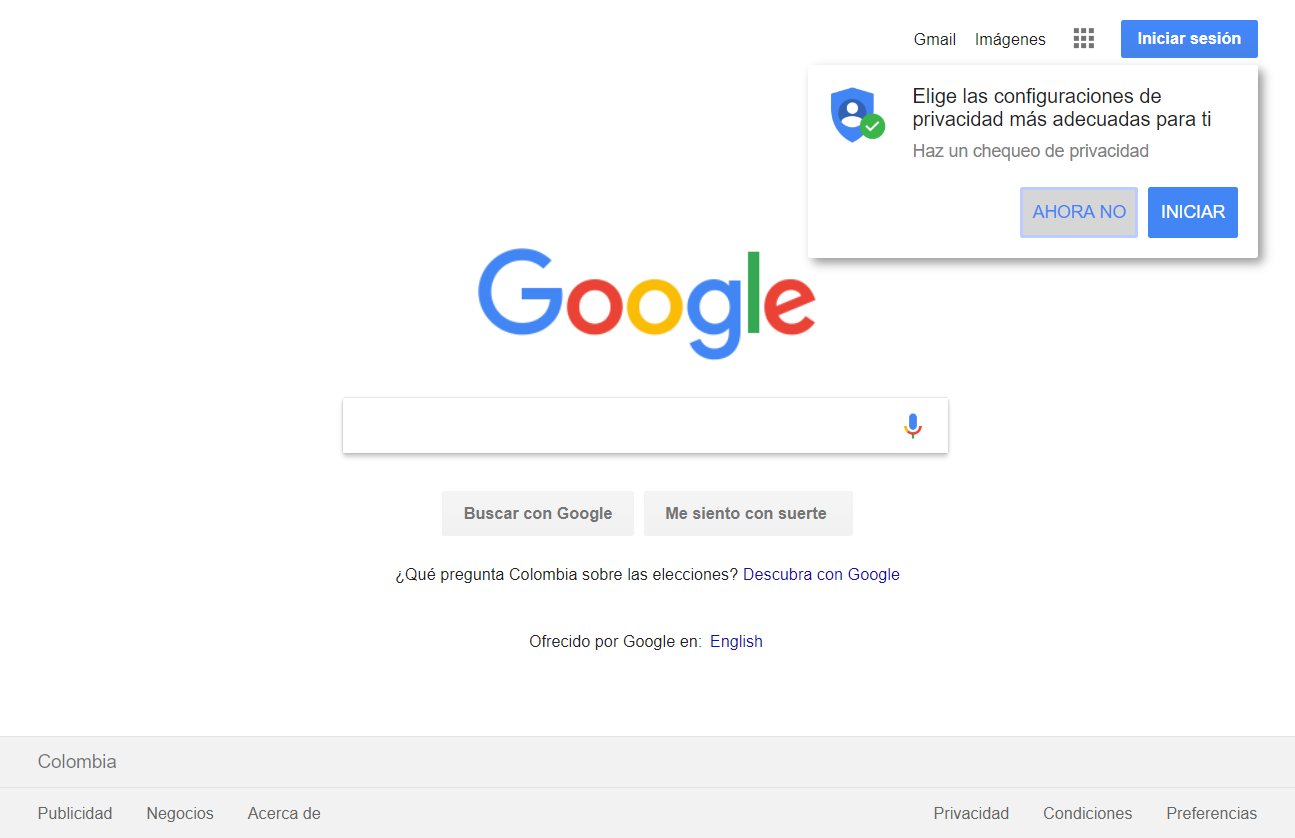 Gmail Imágenes Iniciar sesión
Elige las configuraciones de
privacidad más adecuadas para ti
Haz un chequeo de privacidad
AHORA NO INICIAR
Google
Buscar con Google Me siento con suerte
¿Qué pregunta Colombia sobre las elecciones? Descubra con Google
Ofrecido por Google en: English
Colombia
Publicidad Negocios Acerca de Privacidad Condiciones Preferencias